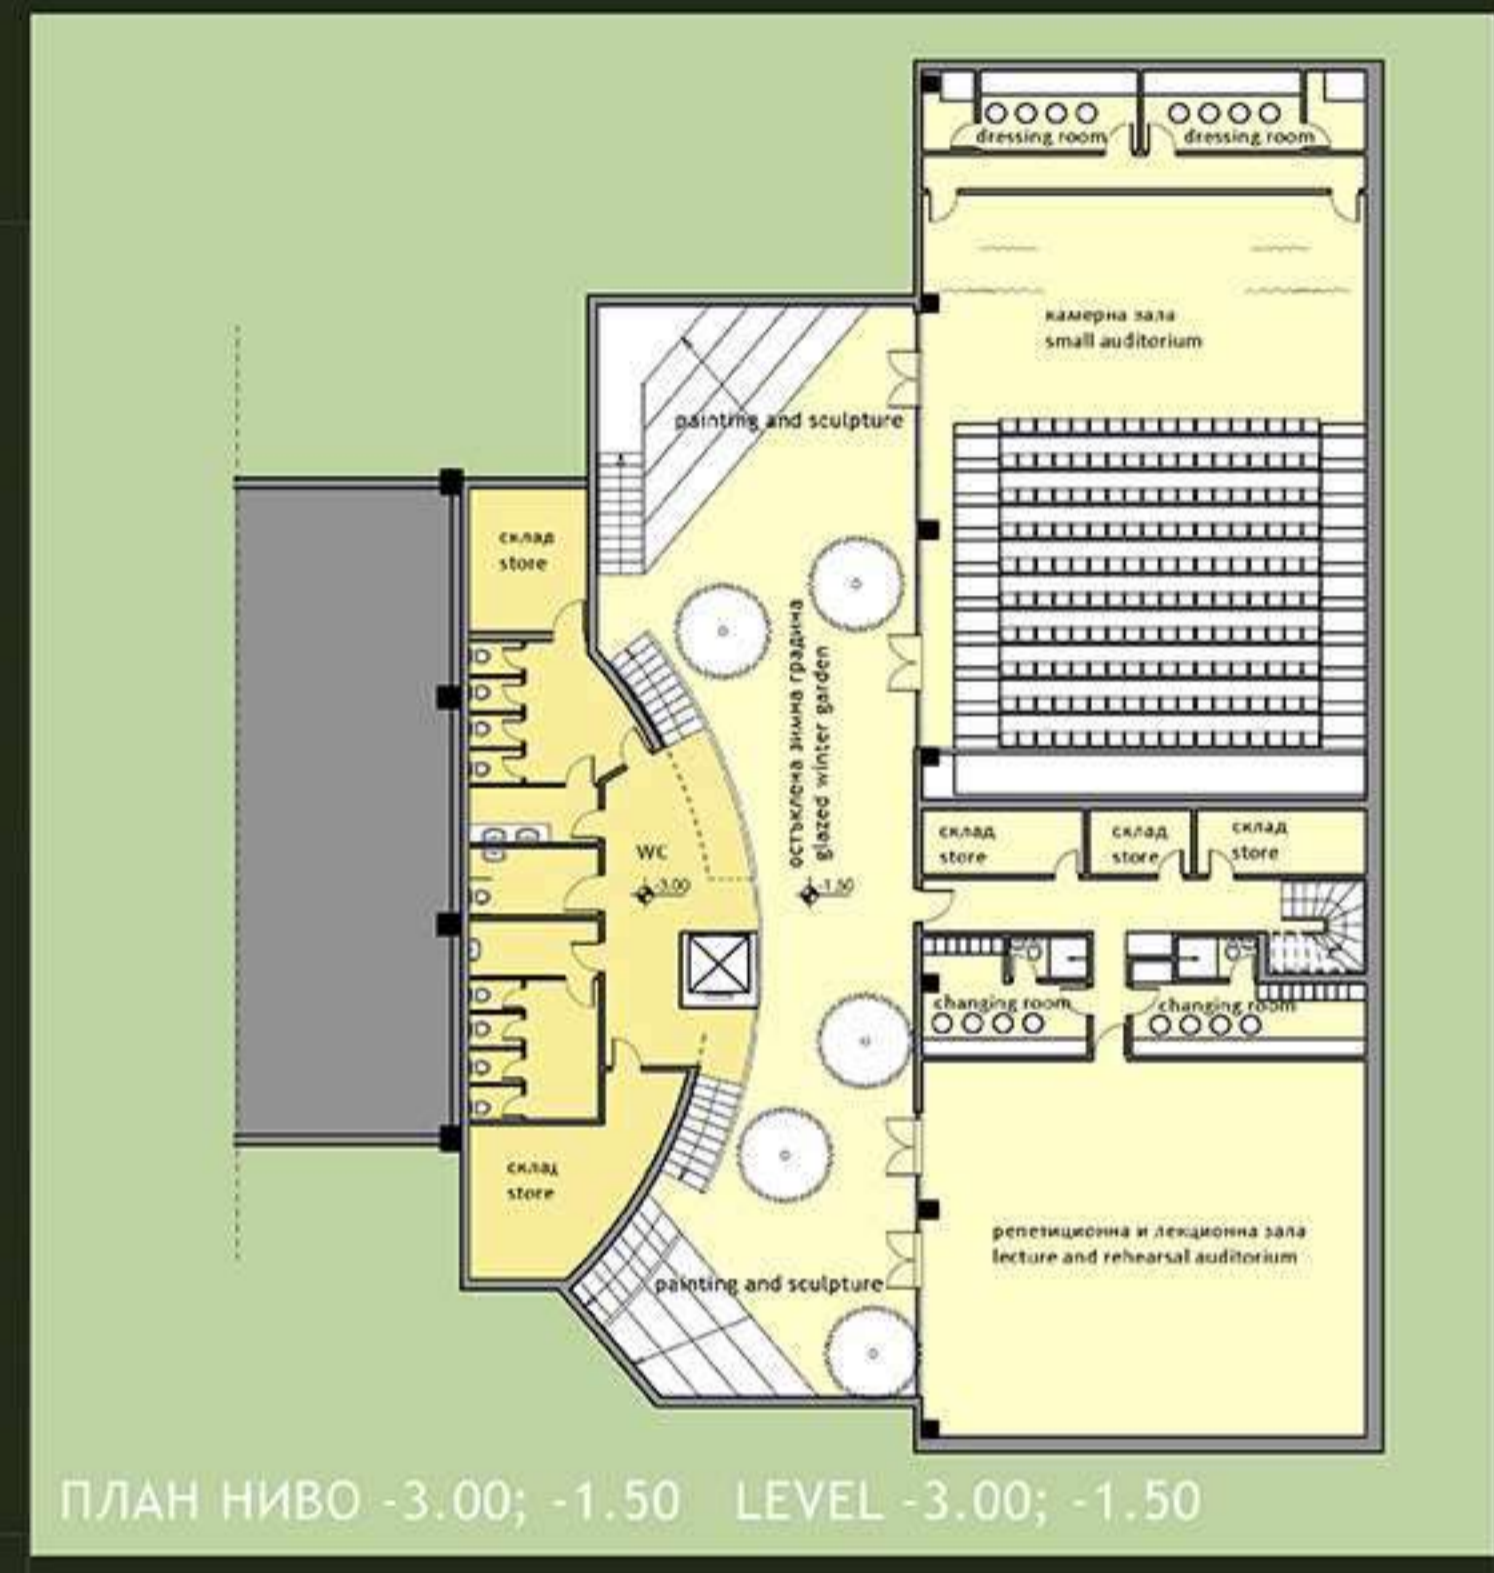 dressing room
dressing room
камерна зала
small auditorium
painting and sculpture
склад
store
остъклена зимна градина
glazed winter garden
WC
-3.00
-1.50
склад
store
склад
store
склад
store
changing room
changing room
склад
store
репетиционна и лекционна зала
lecture and rehearsal auditorium
painting and sculpture
ПЛАН НИВО -3.00; -1.50 LEVEL -3.00; -1.50